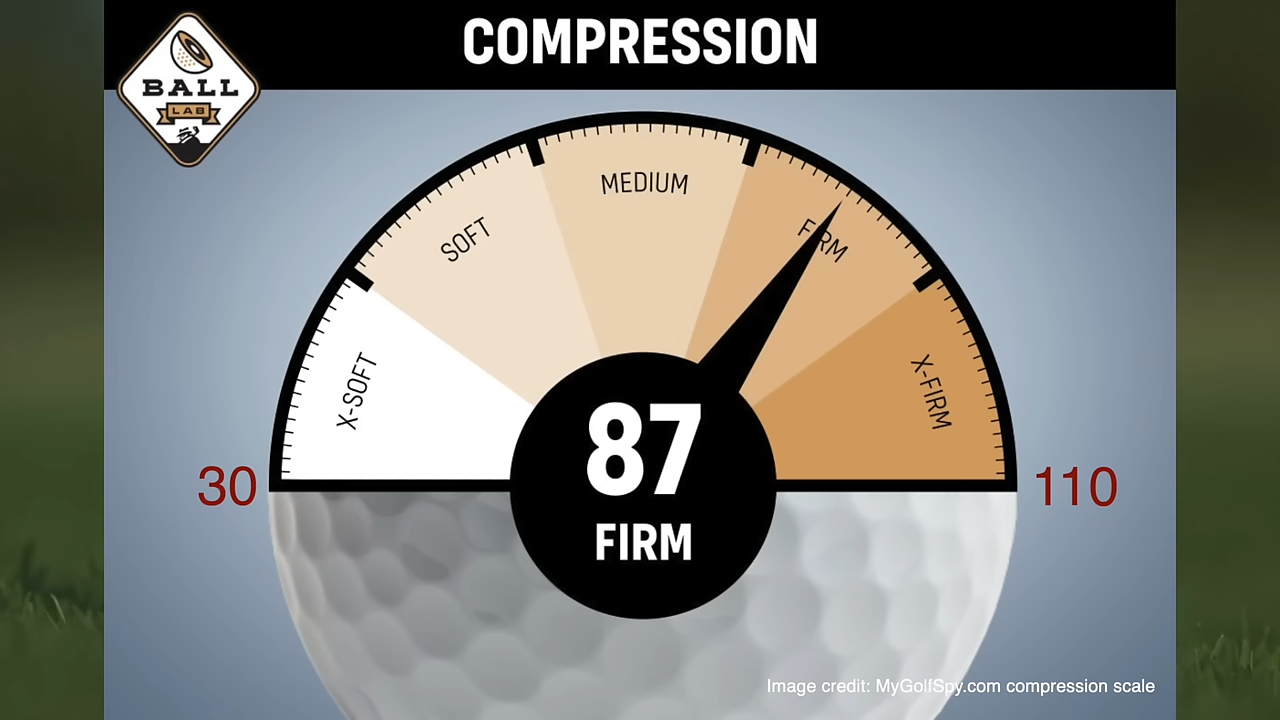 COMPRESSION
BALL
LAB
MEDIUM
SOFT
FIRM
X-SOFT
X-FIRM
87
30
110
FIRM
Image credit: MyGolfSpy.com compression scale